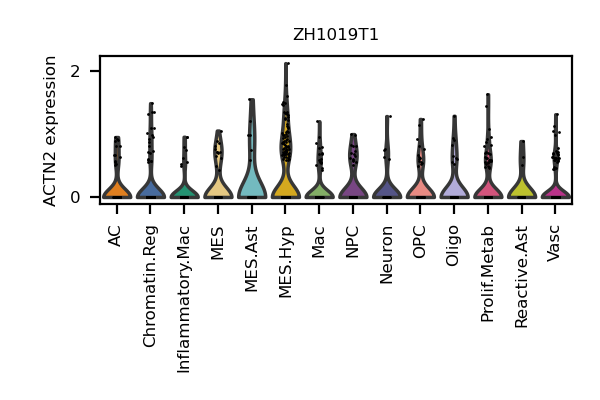 ZH1019T1
ACTN2 expression
2
0
AC
Chromatin.Reg
Inflammatory.Mac
MES
MES.Ast
MES.Hyp
Mac
NPC
Neuron
OPC
Oligo
Prolif.Metab
Reactive.Ast
Vasc